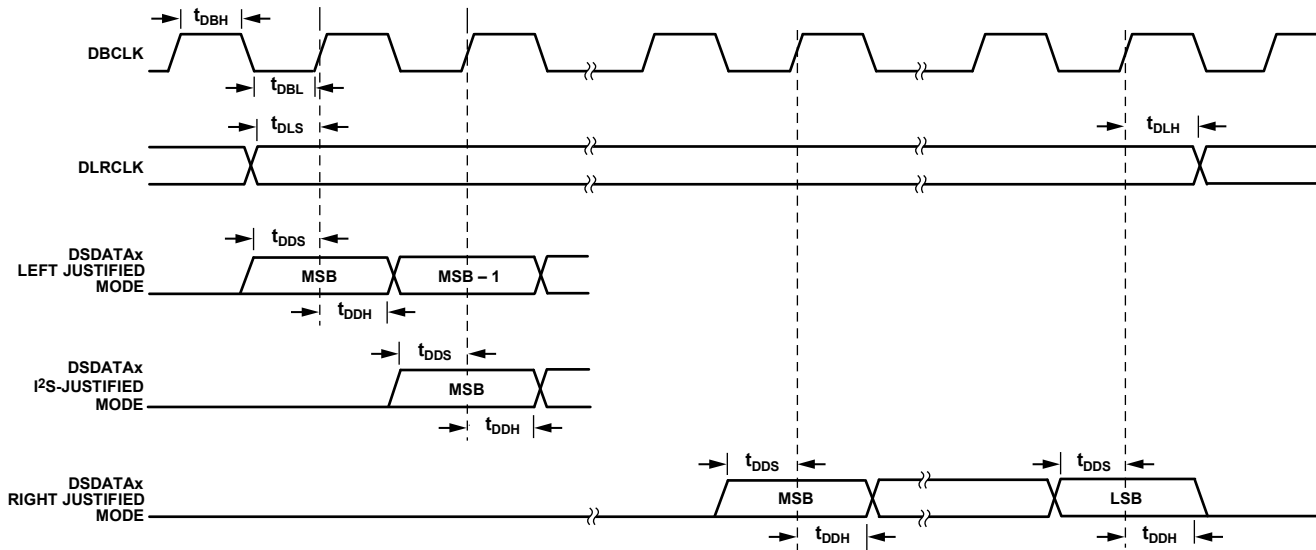 tDBH
DBCLK
tDBL
tDLS
tDLH
DLRCLK
tDDS
DSDATAx
LEFT JUSTIFIED
MODE
MSB
MSB – 1
tDDH
tDDS
DSDATAx
I2S-JUSTIFIED
MODE
MSB
tDDH
tDDS
tDDS
DSDATAx
RIGHT JUSTIFIED
MODE
MSB
LSB
tDDH
tDDH